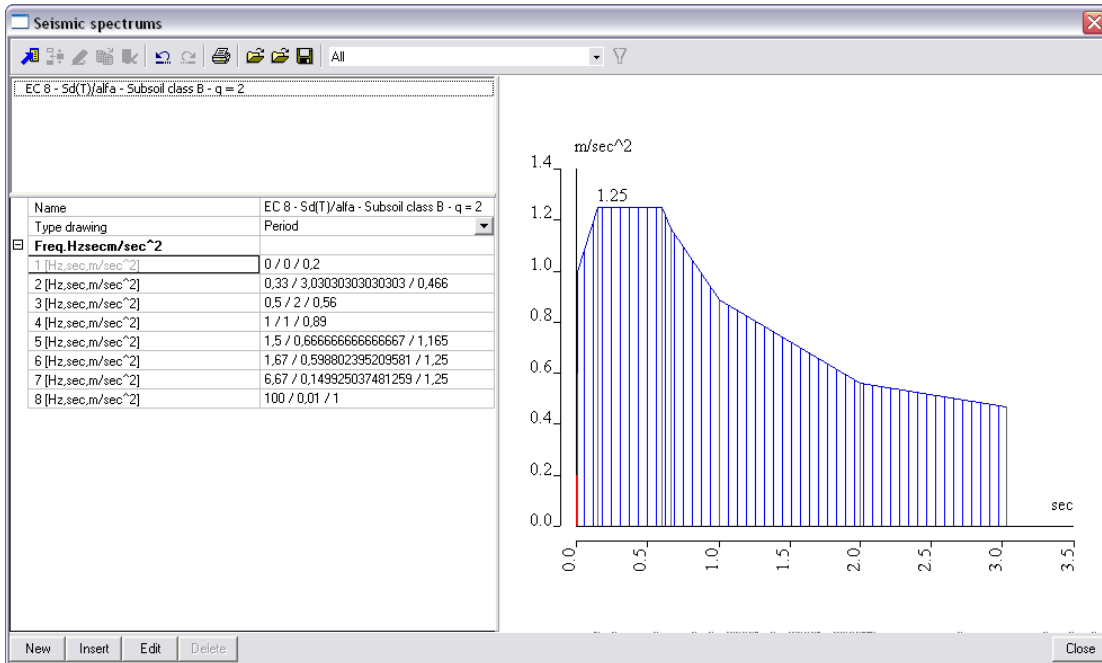 Seismic spectrums
All
EC 8 - Sd(T)/alfa - Subsoil class B - q = 2
Name EC 8 - Sd(T)/alfa - Subsoil class B - q = 2
Type drawing Period
Freq.Hzsecm/sec^2
1 [Hz,sec,m/sec^2] 0 / 0 / 0,2
2 [Hz,sec,m/sec^2] 0,33 / 3,03030303030303 / 0,466
3 [Hz,sec,m/sec^2] 0,5 / 2 / 0,56
4 [Hz,sec,m/sec^2] 1 / 1 / 0,89
5 [Hz,sec,m/sec^2] 1,5 / 0,666666666666667 / 1,165
6 [Hz,sec,m/sec^2] 1,67 / 0,598802395209581 / 1,25
7 [Hz,sec,m/sec^2] 6,67 / 0,149925037481259 / 1,25
8 [Hz,sec,m/sec^2] 100 / 0,01 / 1
m/sec^2
1.4
1.25
1.2
1.0
0.8
0.6
0.4
0.2
0.0
sec
0.0 0.5 1.0 1.5 2.0 2.5 3.0 3.5
New Insert Edit Delete Close